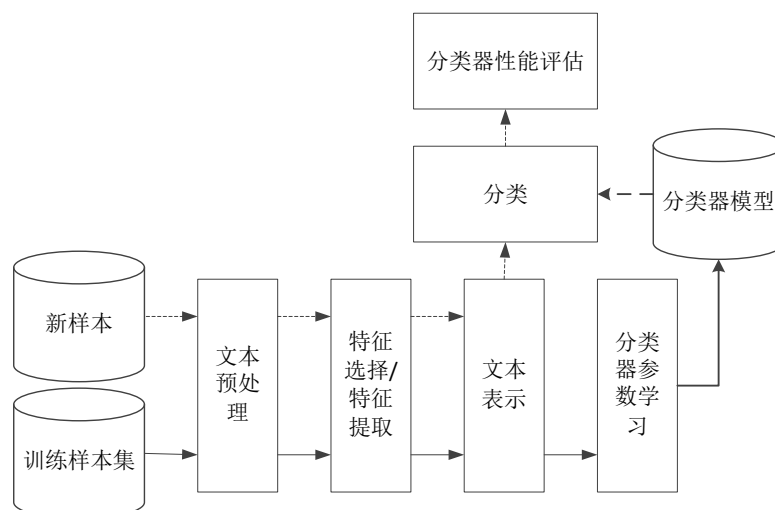 分类器性能评估
分类
分类器模型
新样本
训练样本集
文本
预处
理
特征
选择/
特征
提取
文本
表示
分类
器参
数学
习